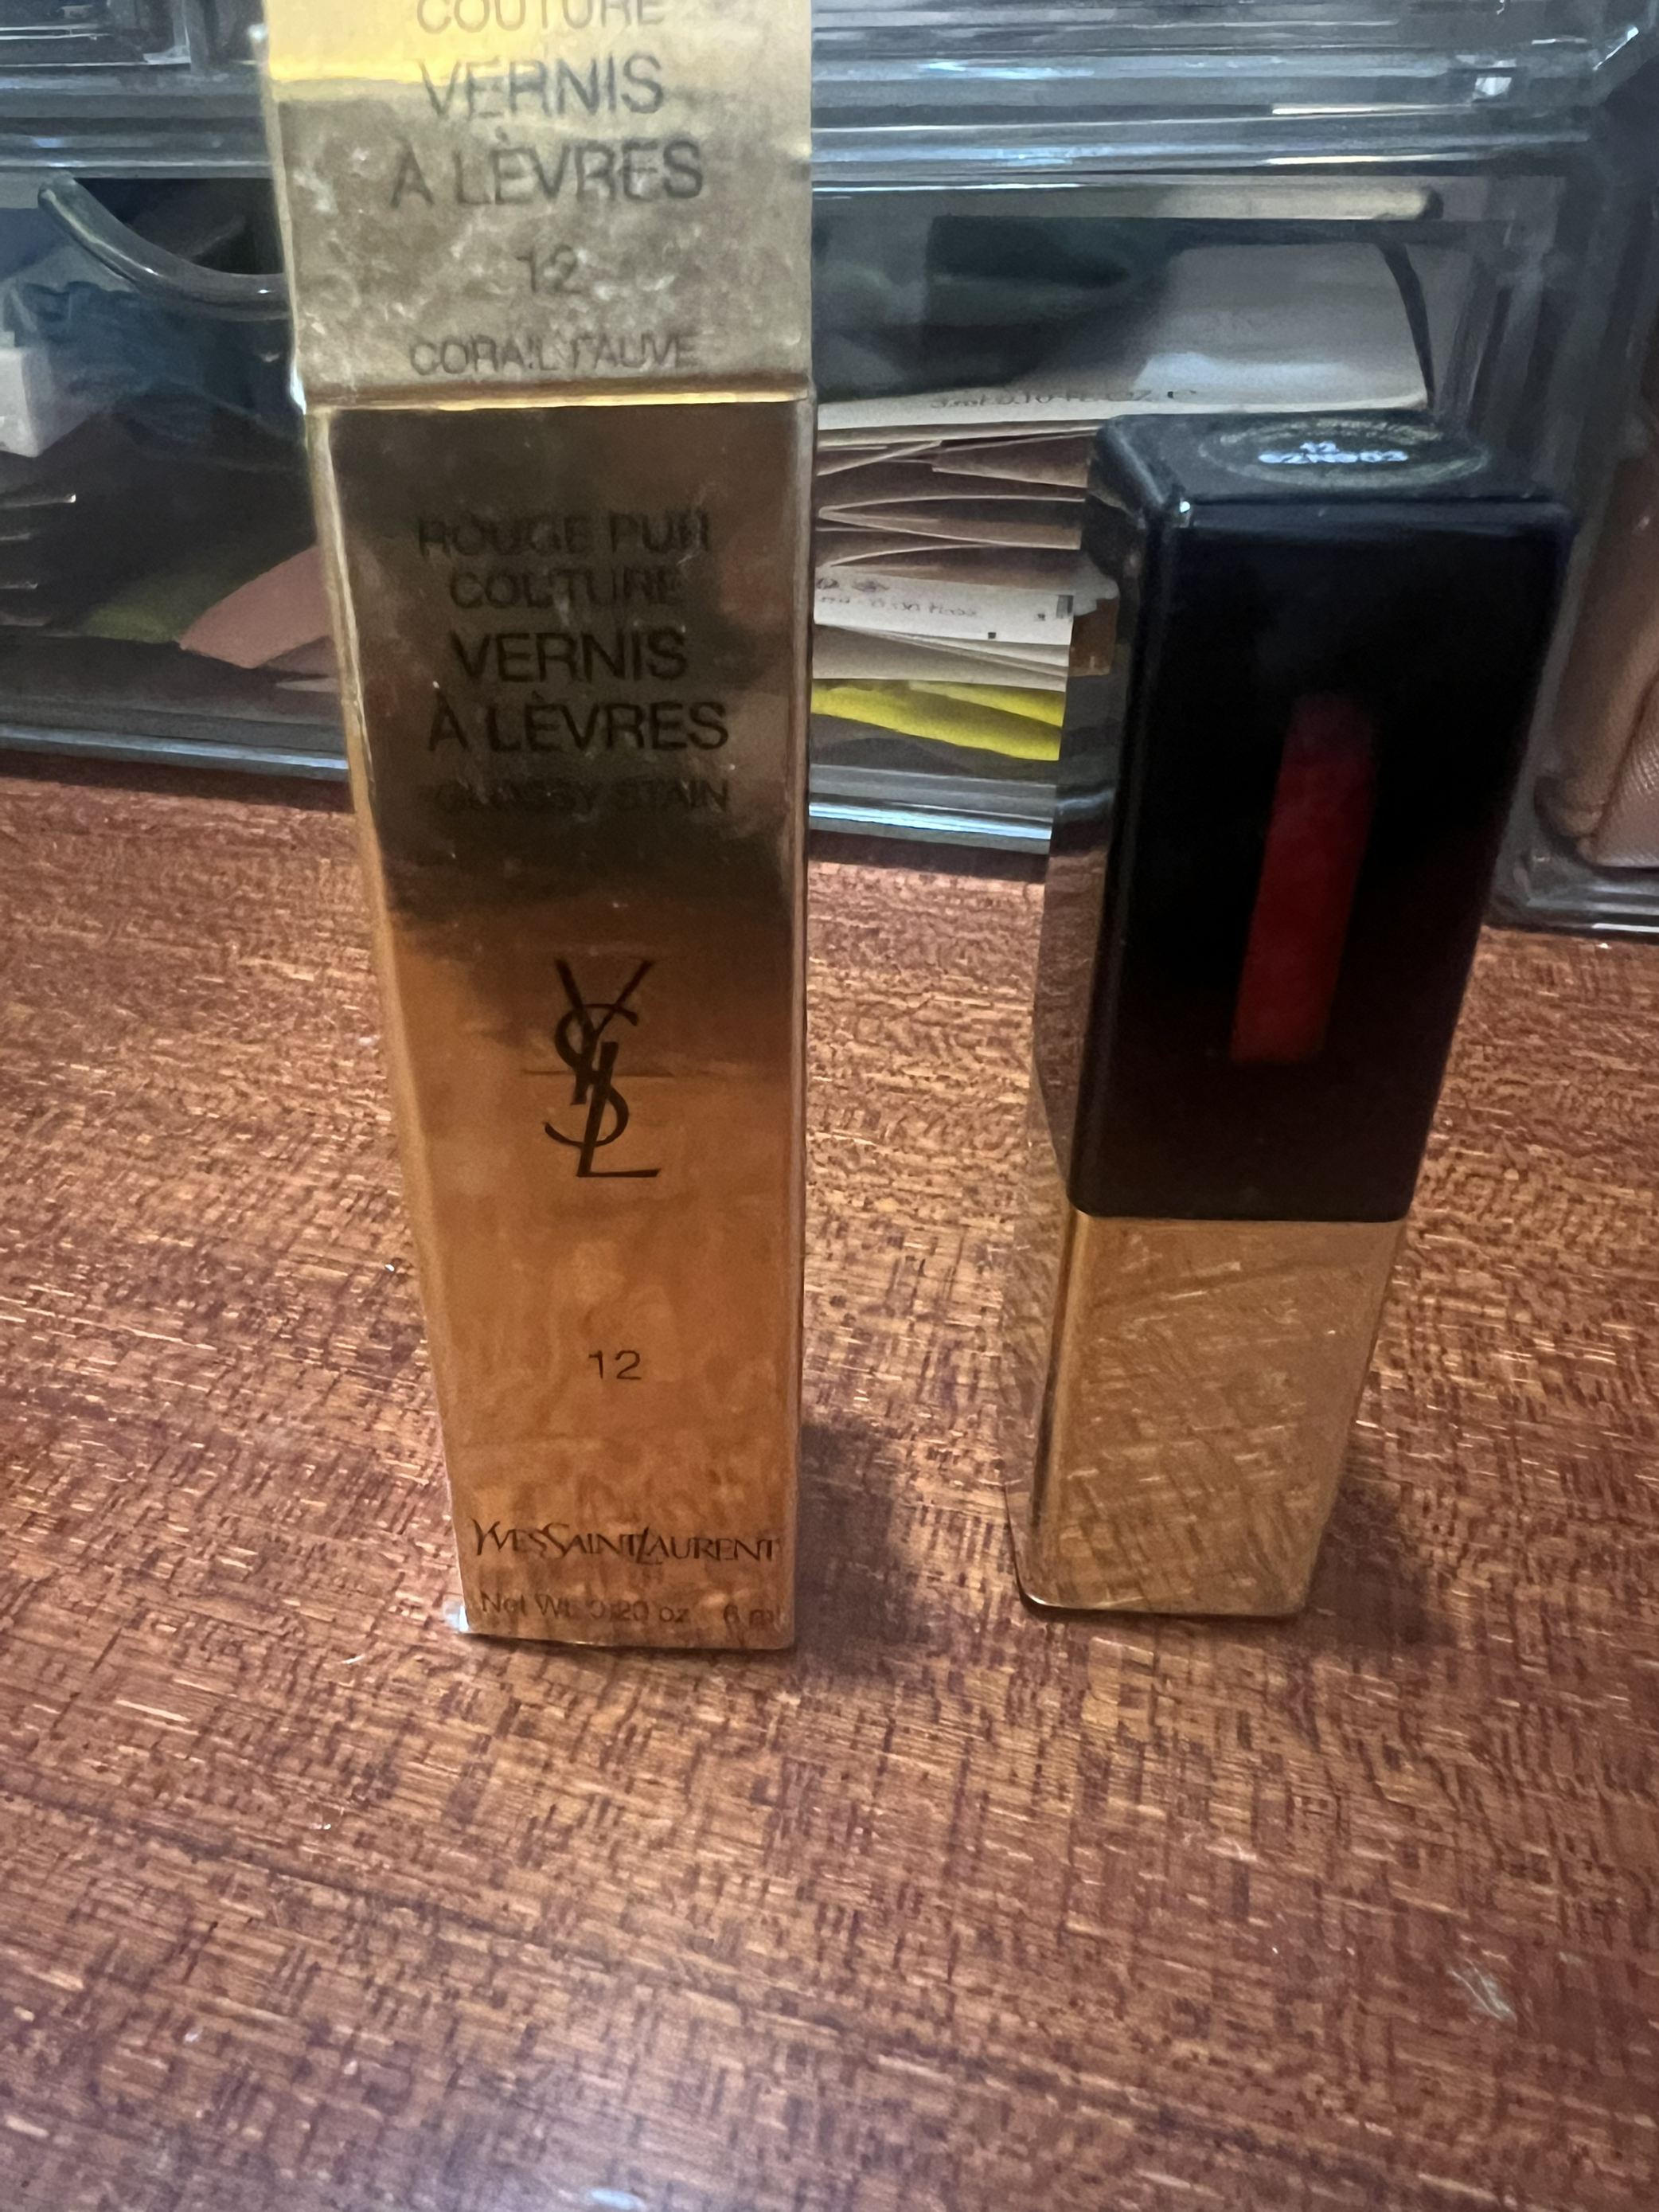 COUTURE
VERNIS
À LÈVRES
12
CORAIL FAUVE
ROUGE PUR
COUTURE
VERNIS
À LÈVRES
GLOSSY STAIN
YSL
12
YVESSAINTLAURENT
Net Wt. 0.20 oz 6 ml
12